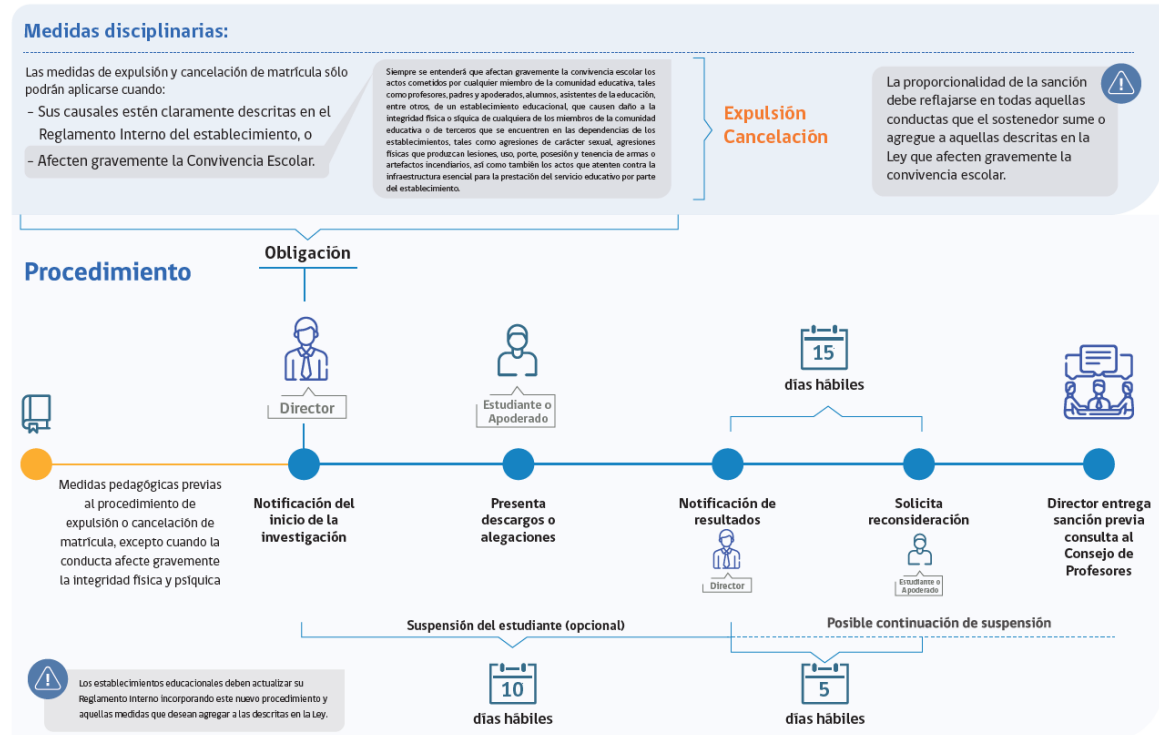 Medidas disciplinarias:
Las medidas de expulsión y cancelación de matrícula sólo
podrán aplicarse cuando:
– Sus causales estén claramente descritas en el
Reglamento Interno del establecimiento, o
– Afecten gravemente la Convivencia Escolar.
Siempre se entenderá que afectan gravemente la convivencia escolar los
actos cometidos por cualquier miembro de la comunidad educativa, tales
como profesores, padres y apoderados, alumnos, asistentes de la educación,
entre otros, de un establecimiento educacional, que causen daño a la
integridad física o síquica de cualquiera de los miembros de la comunidad
educativa o de terceros que se encuentren en las dependencias de los
establecimientos, tales como agresiones de carácter sexual, agresiones
físicas que produzcan lesiones, uso, porte, posesión y tenencia de armas o
artefactos incendiarios, así como también los actos que atenten contra la
infraestructura esencial para la prestación del servicio educativo por parte
del establecimiento.
Expulsión
Cancelación
La proporcionalidad de la sanción
debe reflajarse en todas aquellas
conductas que el sostenedor sume o
agregue a aquellas descritas en la
Ley que afecten gravemente la
convivencia escolar.
Obligación
Procedimiento
Director
Estudiante o
Apoderado
15
días hábiles
Medidas pedagógicas previas
al procedimiento de
expulsión o cancelación de
matrícula, excepto cuando la
conducta afecte gravemente
la integridad física y psíquica
Notificación del
inicio de la
investigación
Presenta
descargos o
alegaciones
Notificación de
resultados
Director
Solicita
reconsideración
Estudiante o
Apoderado
Director entrega
sanción previa
consulta al
Consejo de
Profesores
Suspensión del estudiante (opcional)
Posible continuación de suspensión
10
días hábiles
5
días hábiles
Los establecimientos educacionales deben actualizar su
Reglamento Interno incorporando este nuevo procedimiento y
aquellas medidas que desean agregar a las descritas en la Ley.